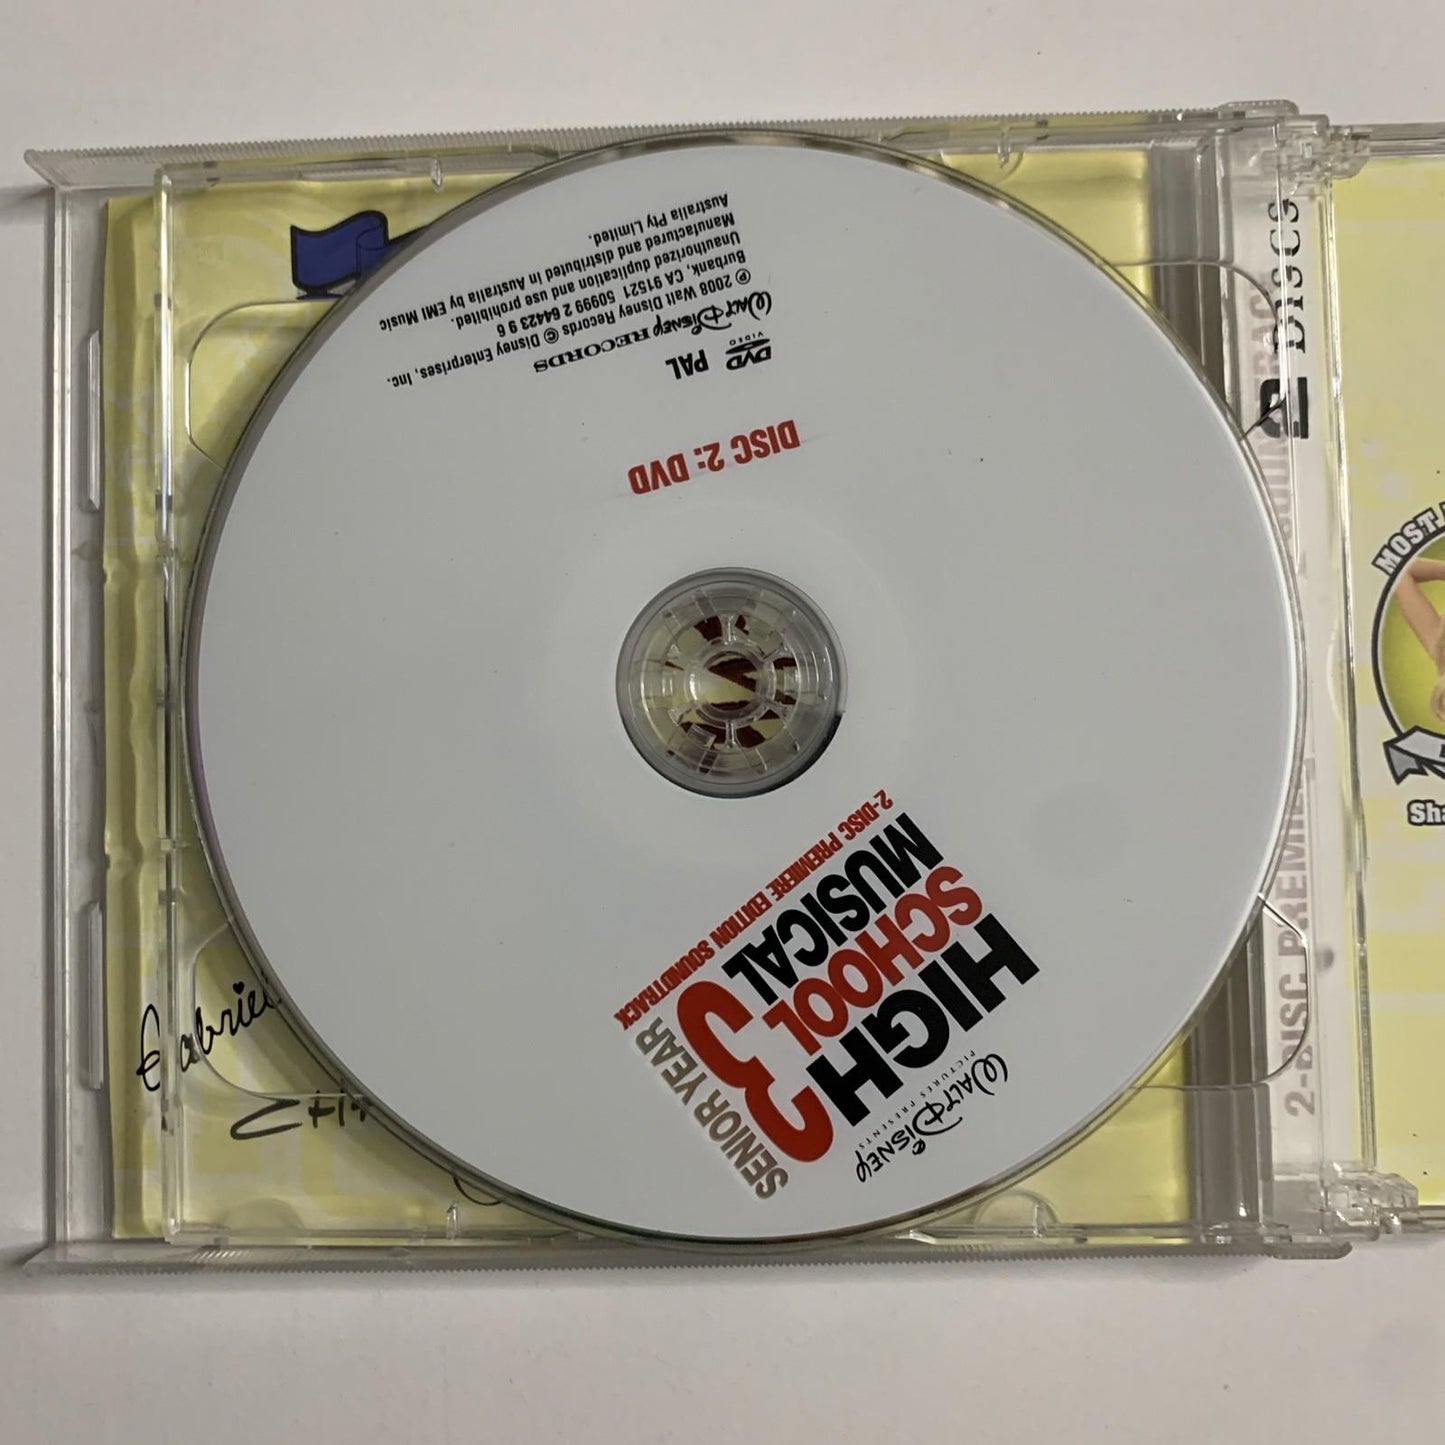 WALT DISNEY
PICTURES PRESENTS
HIGH
SCHOOL
MUSICAL
3
SENIOR YEAR
2-DISC PREMIERE EDITION SOUNDTRACK
DISC 2: DVD
DVD
VIDEO
PAL
WALT DISNEY RECORDS
℗ 2008 Walt Disney Records © Disney Enterprises, Inc.
Burbank, CA 91521 50999 2 64423 9 6
Unauthorized duplication and use prohibited.
Manufactured and distributed in Australia by EMI Music
Australia Pty Limited.
2 DISCS
2-DISC PREMI
MOST
Sha